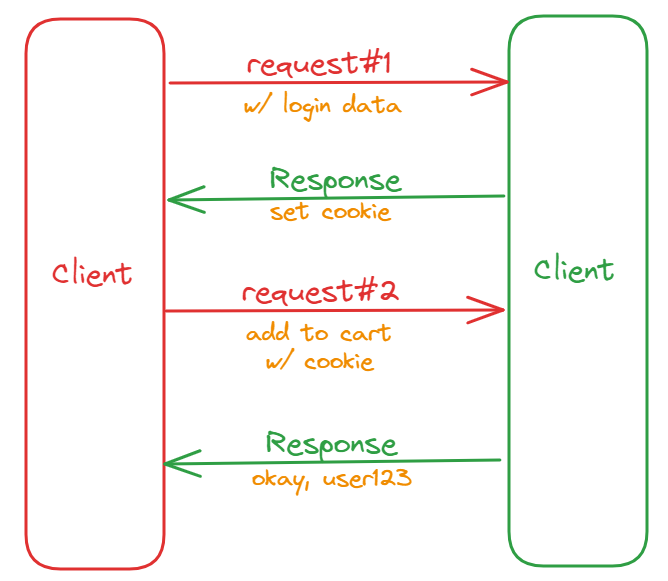 request#1
w/ login data
Response
set cookie
Client
Client
request#2
add to cart
w/ cookie
Response
okay, user123